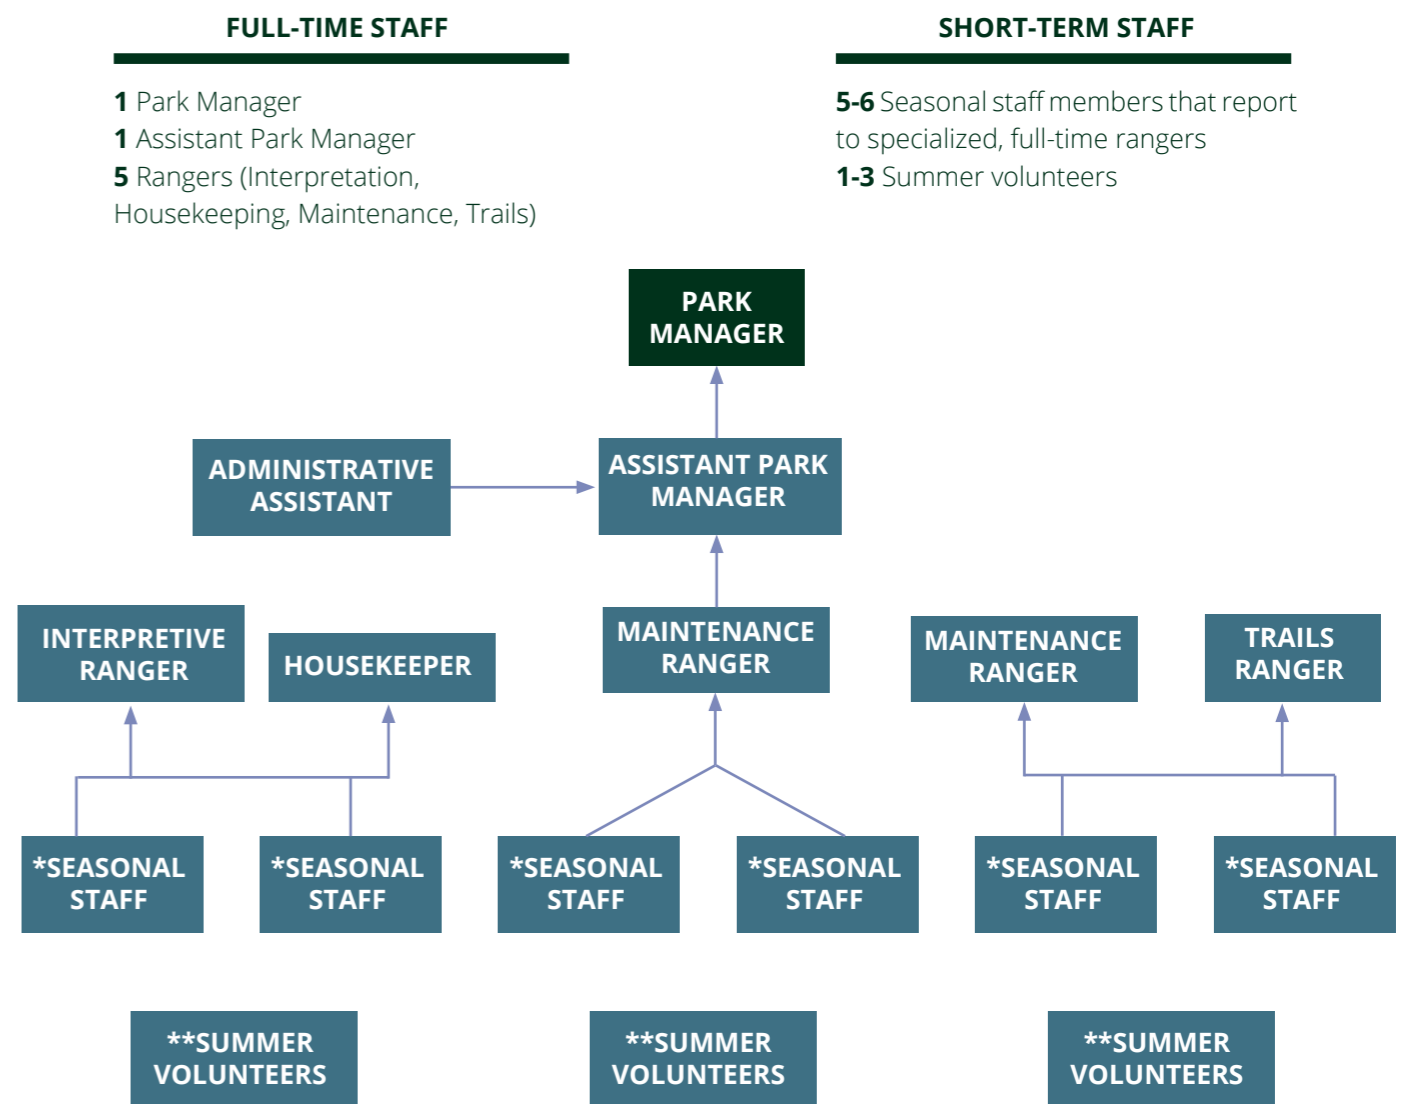 FULL-TIME STAFF
1 Park Manager
1 Assistant Park Manager
5 Rangers (Interpretation,
Housekeeping, Maintenance, Trails)
SHORT-TERM STAFF
5-6 Seasonal staff members that report
to specialized, full-time rangers
1-3 Summer volunteers
PARK
MANAGER
ADMINISTRATIVE
ASSISTANT
ASSISTANT PARK
MANAGER
INTERPRETIVE
RANGER
HOUSEKEEPER
MAINTENANCE
RANGER
MAINTENANCE
RANGER
TRAILS
RANGER
*SEASONAL
STAFF
*SEASONAL
STAFF
*SEASONAL
STAFF
*SEASONAL
STAFF
*SEASONAL
STAFF
*SEASONAL
STAFF
**SUMMER
VOLUNTEERS
**SUMMER
VOLUNTEERS
**SUMMER
VOLUNTEERS